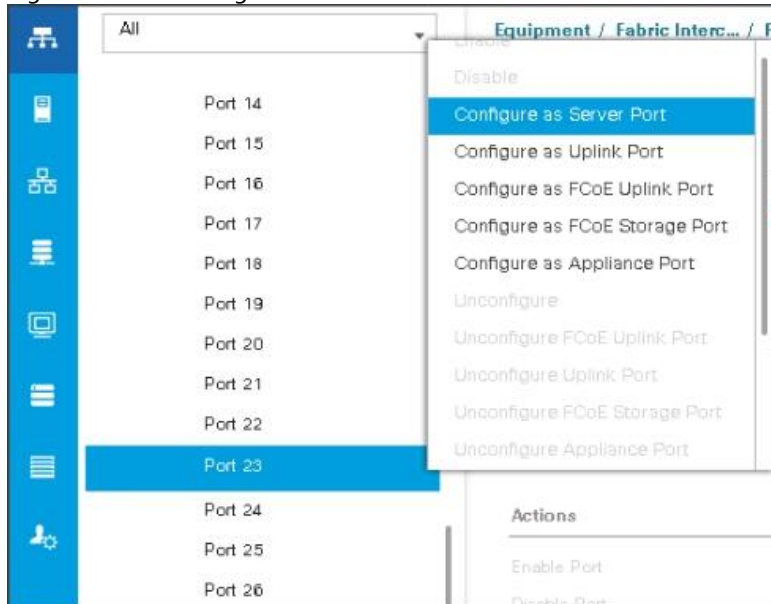 All
Equipment / Fabric Interc... /
Enable
Disable
Configure as Server Port
Configure as Uplink Port
Configure as FCoE Uplink Port
Configure as FCoE Storage Port
Configure as Appliance Port
Unconfigure
Unconfigure FCoE Uplink Port
Unconfigure Uplink Port
Unconfigure FCoE Storage Port
Unconfigure Appliance Port
Port 14
Port 15
Port 16
Port 17
Port 18
Port 19
Port 20
Port 21
Port 22
Port 23
Port 24
Port 25
Port 26
Actions
Enable Port
Disable Port